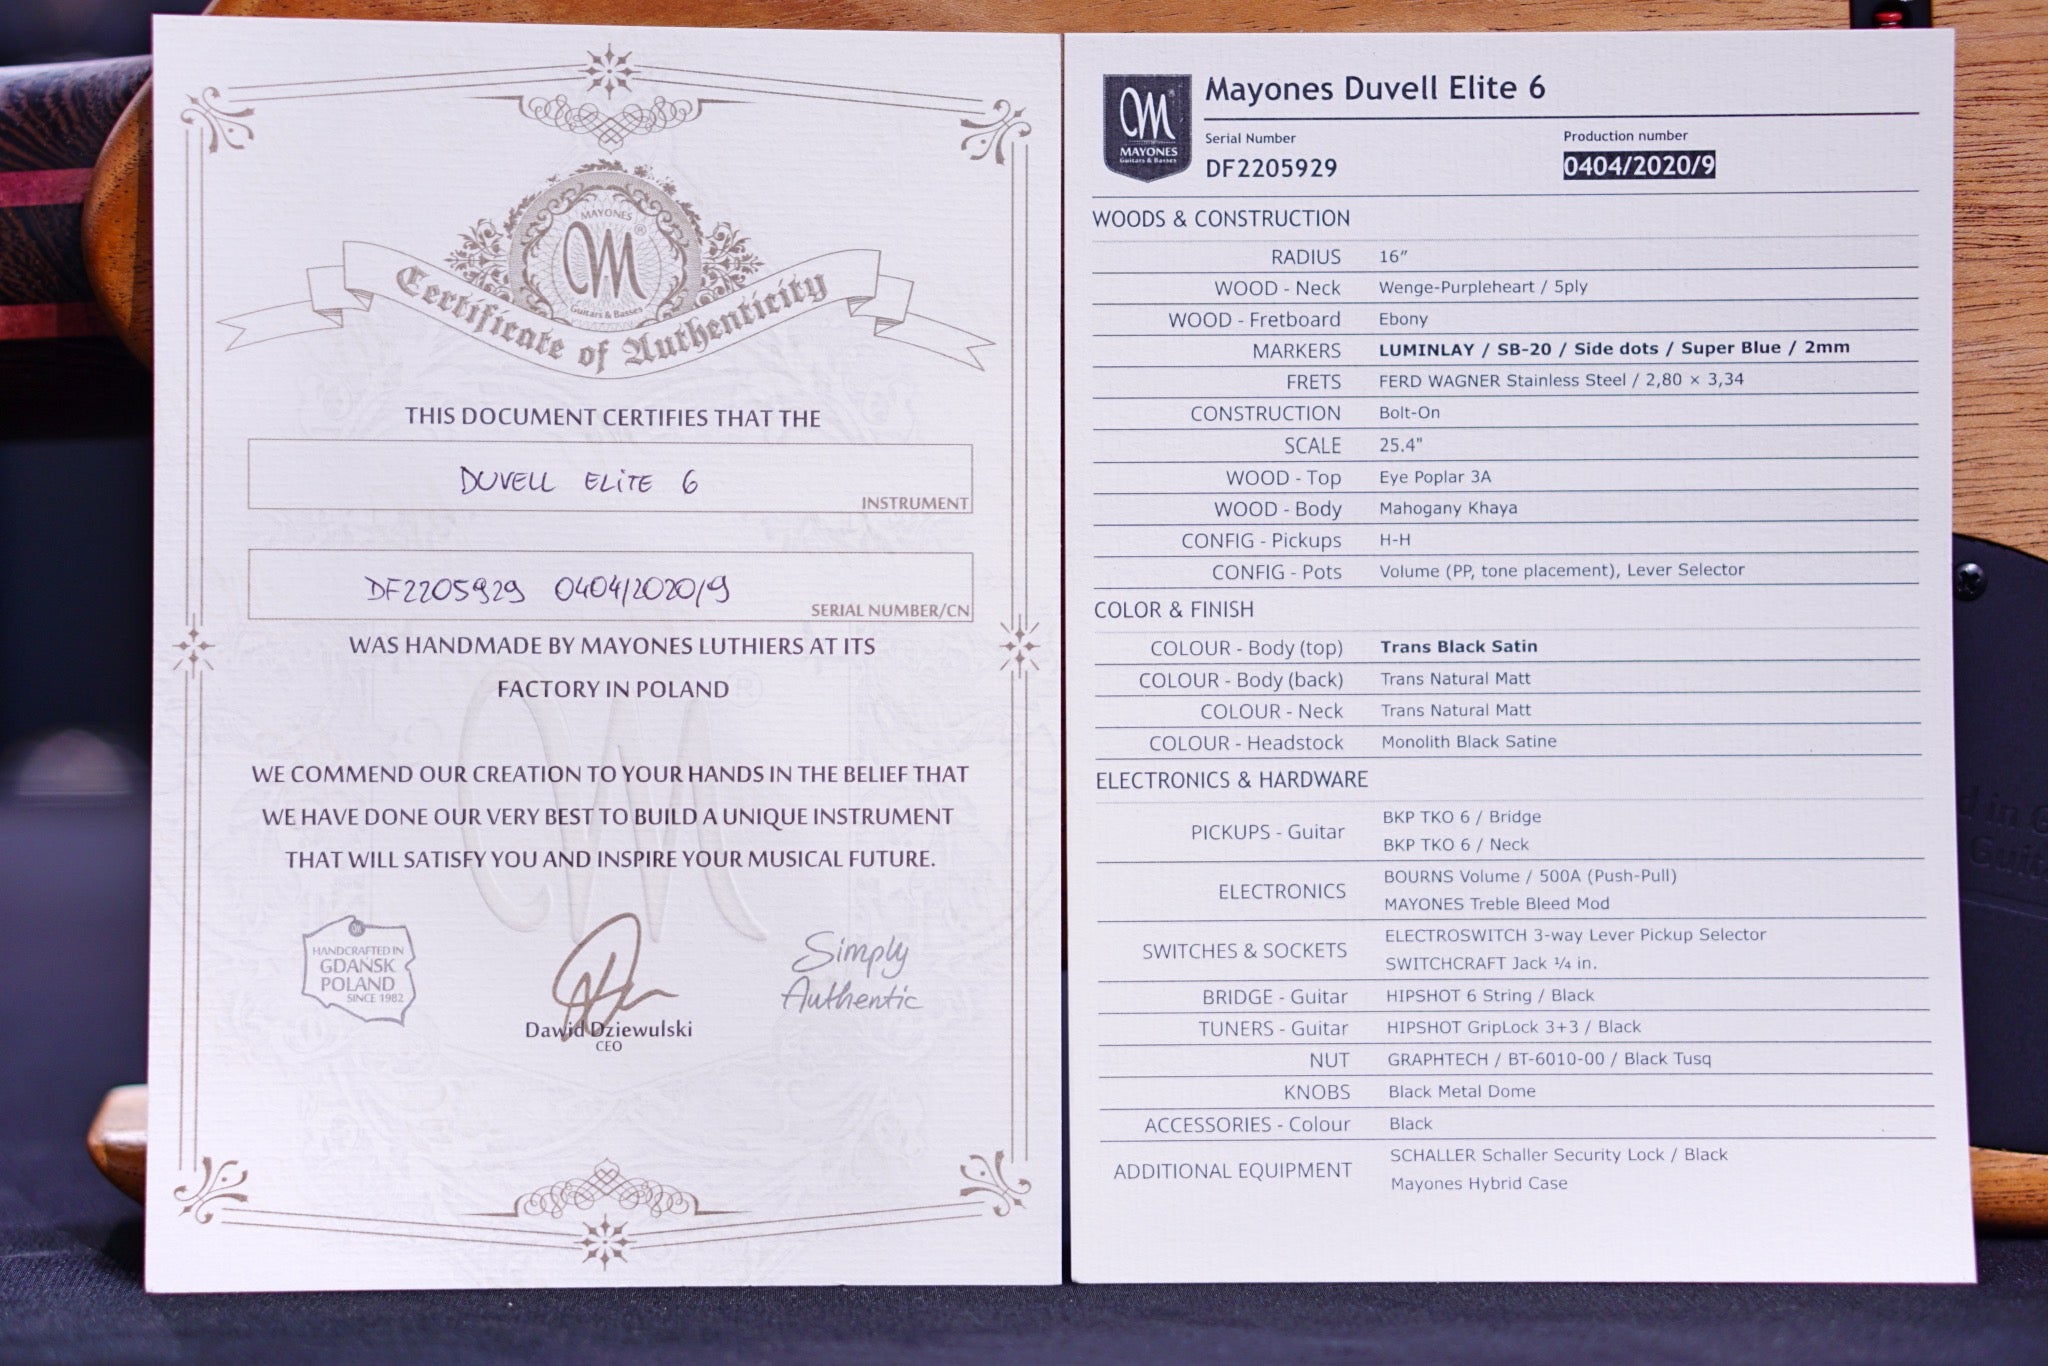 MAYONES
M®
Guitars & Basses
Certificate of Authenticity
THIS DOCUMENT CERTIFIES THAT THE
DUVELL ELITE 6
INSTRUMENT
DF2205929 0404/2020/9
SERIAL NUMBER/CN
WAS HANDMADE BY MAYONES LUTHIERS AT ITS
FACTORY IN POLAND
WE COMMEND OUR CREATION TO YOUR HANDS IN THE BELIEF THAT
WE HAVE DONE OUR VERY BEST TO BUILD A UNIQUE INSTRUMENT
THAT WILL SATISFY YOU AND INSPIRE YOUR MUSICAL FUTURE.
HANDCRAFTED IN
GDAŃSK
POLAND
SINCE 1982
Dawid Dziewulski
CEO
Simply
Authentic
M®
MAYONES
Guitars & Basses
Mayones Duvell Elite 6
Serial Number
DF2205929
Production number
0404/2020/9
WOODS & CONSTRUCTION
RADIUS 16″
WOOD - Neck Wenge-Purpleheart / 5ply
WOOD - Fretboard Ebony
MARKERS LUMINLAY / SB-20 / Side dots / Super Blue / 2mm
FRETS FERD WAGNER Stainless Steel / 2,80 × 3,34
CONSTRUCTION Bolt-On
SCALE 25.4"
WOOD - Top Eye Poplar 3A
WOOD - Body Mahogany Khaya
CONFIG - Pickups H-H
CONFIG - Pots Volume (PP, tone placement), Lever Selector
COLOR & FINISH
COLOUR - Body (top) Trans Black Satin
COLOUR - Body (back) Trans Natural Matt
COLOUR - Neck Trans Natural Matt
COLOUR - Headstock Monolith Black Satine
ELECTRONICS & HARDWARE
PICKUPS - Guitar BKP TKO 6 / Bridge
BKP TKO 6 / Neck
ELECTRONICS BOURNS Volume / 500A (Push-Pull)
MAYONES Treble Bleed Mod
SWITCHES & SOCKETS ELECTROSWITCH 3-way Lever Pickup Selector
SWITCHCRAFT Jack ¼ in.
BRIDGE - Guitar HIPSHOT 6 String / Black
TUNERS - Guitar HIPSHOT GripLock 3+3 / Black
NUT GRAPHTECH / BT-6010-00 / Black Tusq
KNOBS Black Metal Dome
ACCESSORIES - Colour Black
ADDITIONAL EQUIPMENT SCHALLER Schaller Security Lock / Black
Mayones Hybrid Case